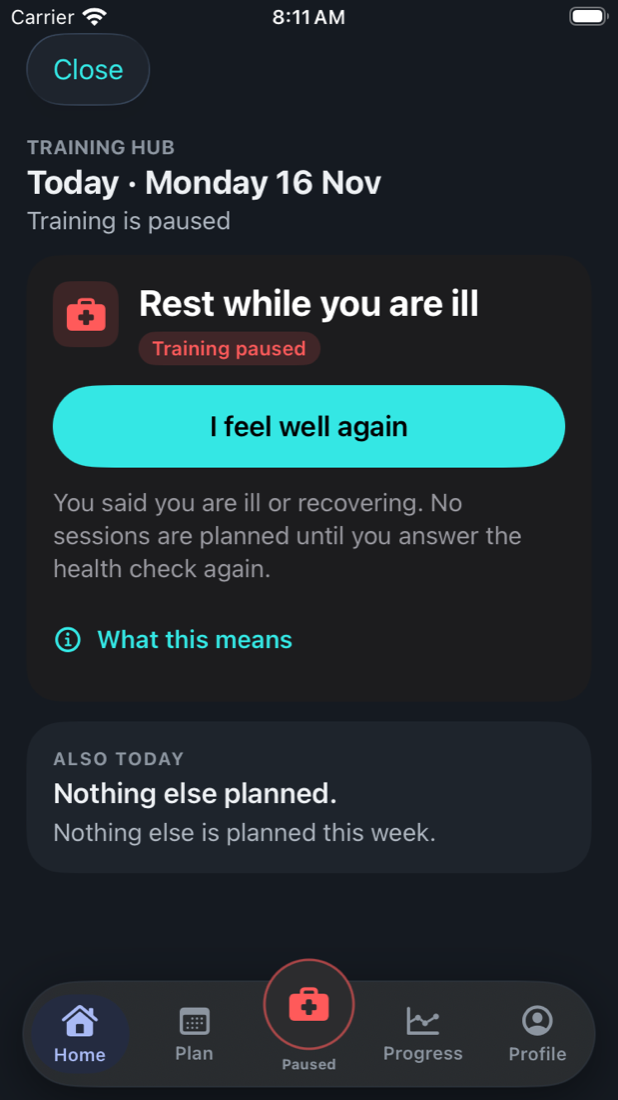 Carrier 8:11 AM
Close
TRAINING HUB
Today · Monday 16 Nov
Training is paused
Rest while you are ill
Training paused
I feel well again
You said you are ill or recovering. No
sessions are planned until you answer the
health check again.
What this means
ALSO TODAY
Nothing else planned.
Nothing else is planned this week.
Home
Plan
Paused
Progress
Profile